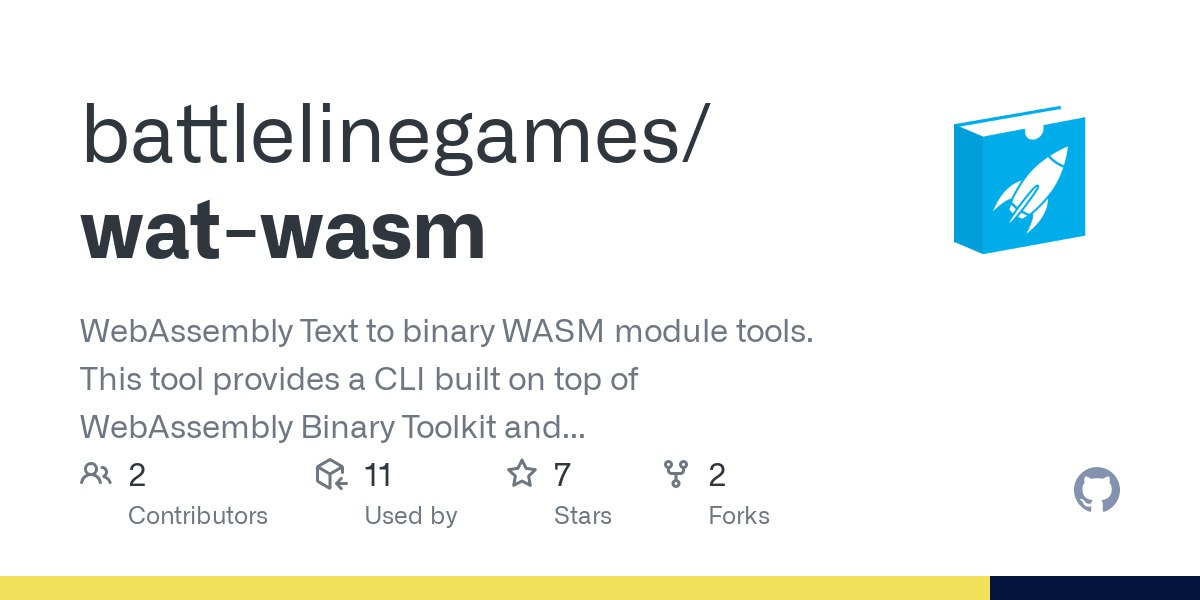 battlelinegames/
wat-wasm
WebAssembly Text to binary WASM module tools.
This tool provides a CLI built on top of
WebAssembly Binary Toolkit and...
2 11 7 2
Contributors Used by Stars Forks